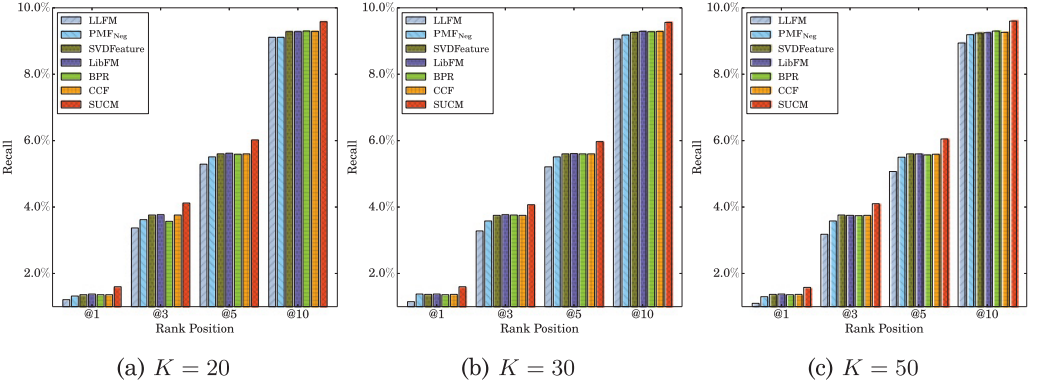 10.0%
8.0%
6.0%
4.0%
2.0%
Recall
LLFM
PMFNeg
SVDFeature
LibFM
BPR
CCF
SUCM
@1 @3 @5 @10
Rank Position
(a) K = 20
10.0%
8.0%
6.0%
4.0%
2.0%
Recall
LLFM
PMFNeg
SVDFeature
LibFM
BPR
CCF
SUCM
@1 @3 @5 @10
Rank Position
(b) K = 30
10.0%
8.0%
6.0%
4.0%
2.0%
Recall
LLFM
PMFNeg
SVDFeature
LibFM
BPR
CCF
SUCM
@1 @3 @5 @10
Rank Position
(c) K = 50